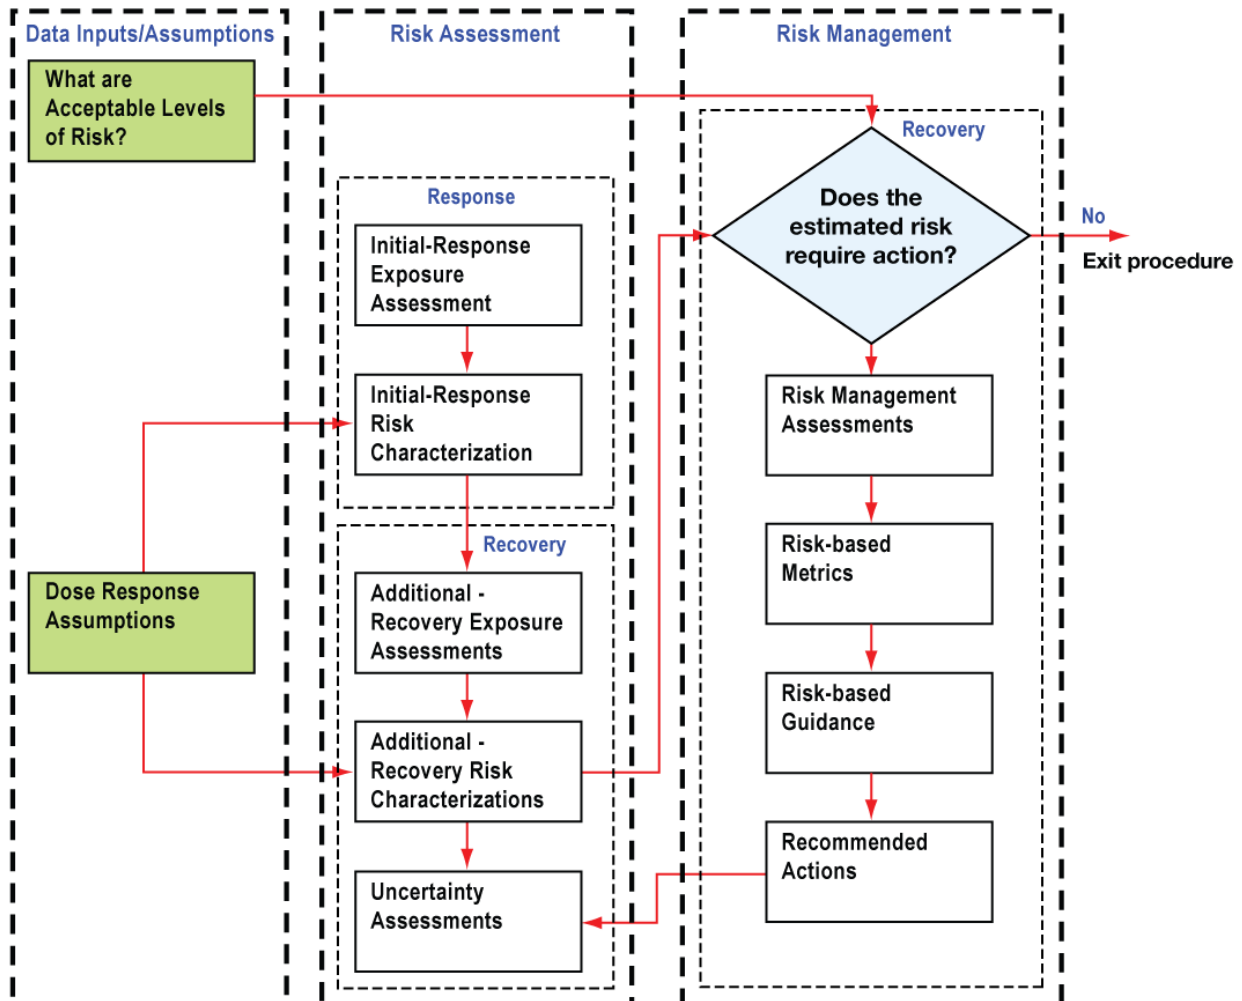 Data Inputs/Assumptions
What are
Acceptable Levels
of Risk?
Dose Response
Assumptions
Risk Assessment
Response
Initial-Response
Exposure
Assessment
Initial-Response
Risk
Characterization
Recovery
Additional -
Recovery Exposure
Assessments
Additional -
Recovery Risk
Characterizations
Uncertainty
Assessments
Risk Management
Recovery
Does the
estimated risk
require action?
No
Exit procedure
Risk Management
Assessments
Risk-based
Metrics
Risk-based
Guidance
Recommended
Actions